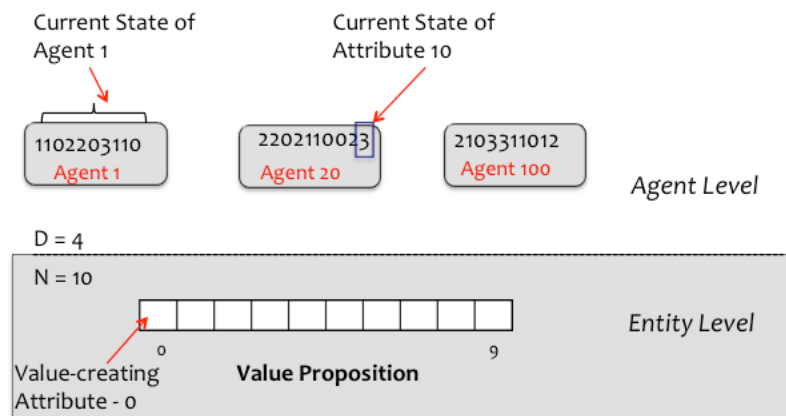 Current State of
Agent 1
Current State of
Attribute 10
1102203110
Agent 1
2202110023
Agent 20
2103311012
Agent 100
Agent Level
D = 4
N = 10
Entity Level
0
9
Value-creating
Attribute - 0
Value Proposition